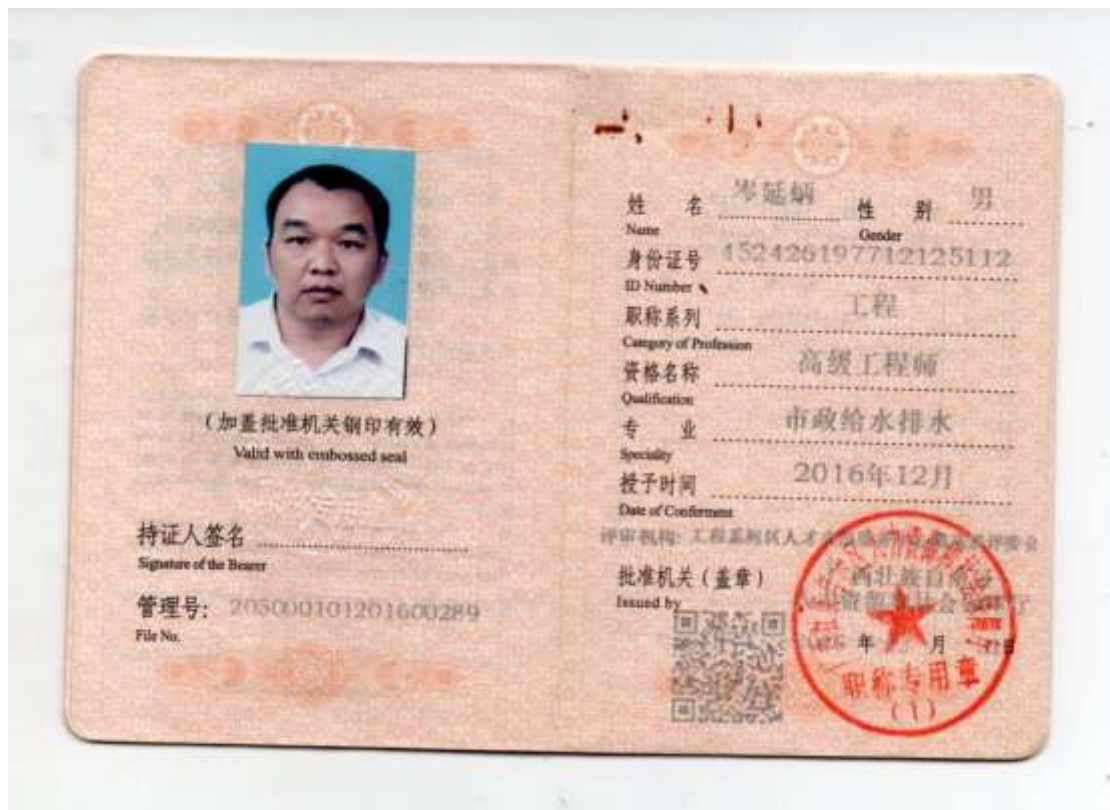 (加盖批准机关钢印有效)
Valid with embossed seal
持证人签名
Signature of the Bearer
管理号: 205000101201600289
File No.
姓 名 岑延炳 性 别 男
Name Gender
身份证号 452426197712125112
ID Number
职称系列 工程
Category of Profession
资格名称 高级工程师
Qualification
专 业 市政给水排水
Speciality
授予时间 2016年12月
Date of Conferment
评审机构: 工程系列区人才
批准机关(盖章)
Issued by
年 月 日
职称专用章
(1)